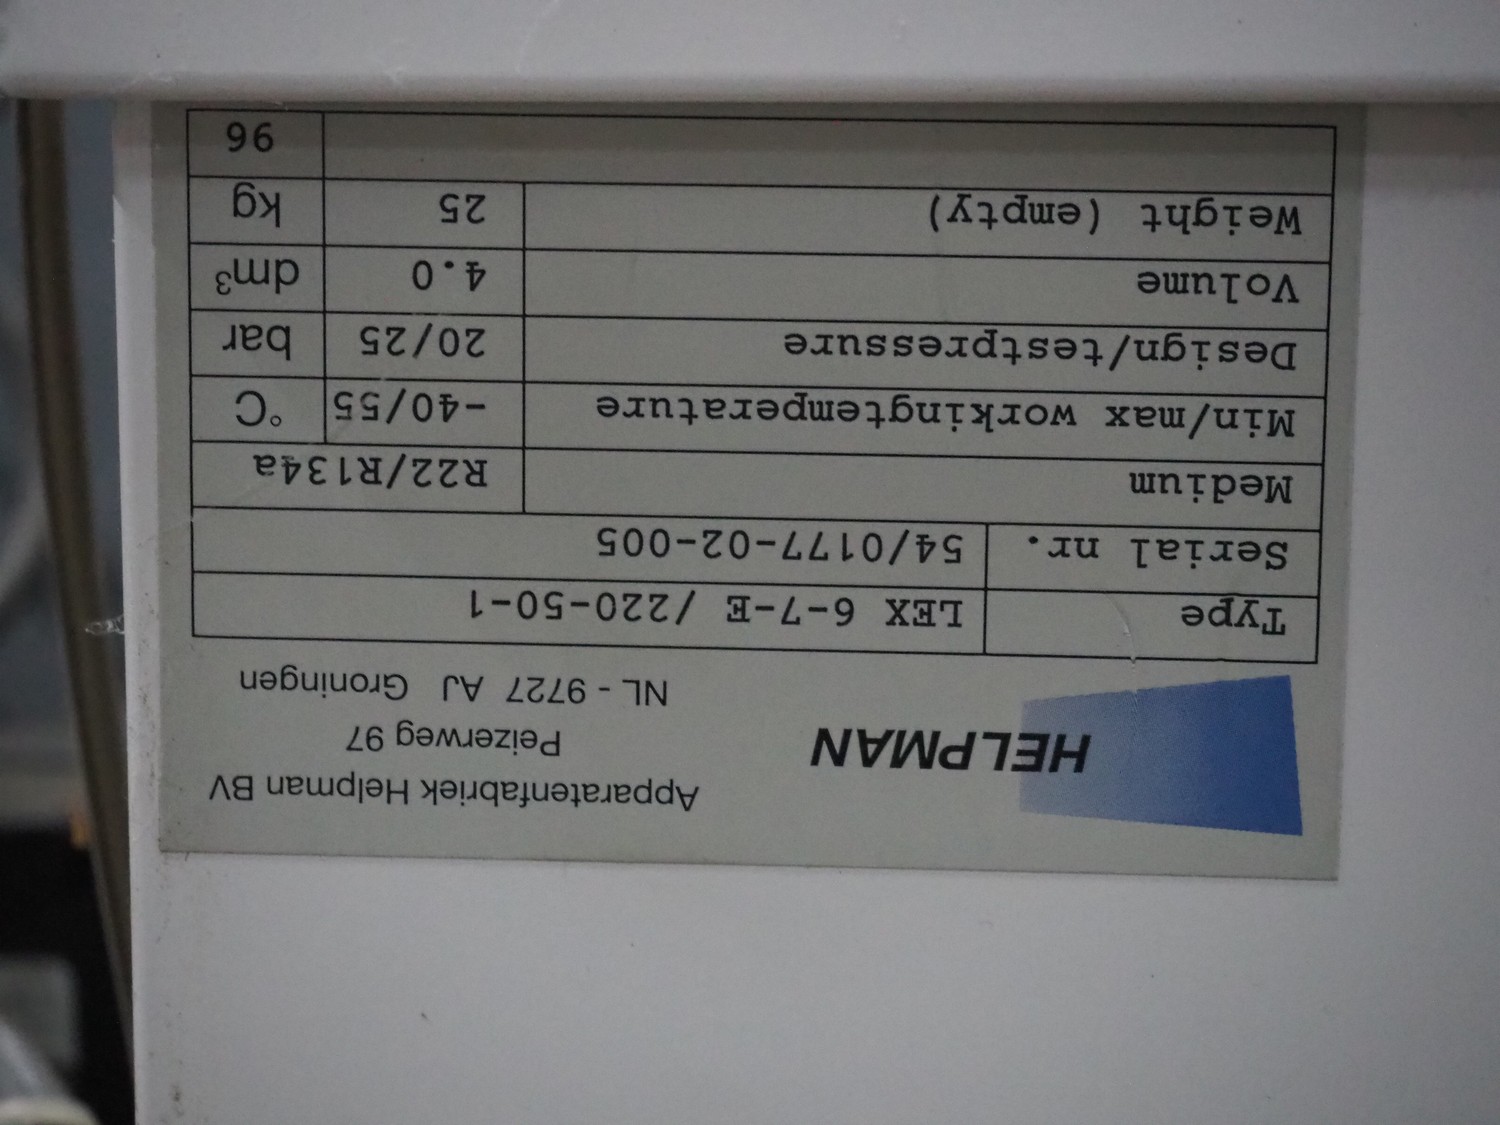 Apparatenfabriek Helpman BV
HELPMAN
Peizerweg 97
NL - 9727 AJ Groningen
Type LEX 6-7-E /220-50-1
Serial nr. 54/0177-02-005
Medium R22/R134a
Min/max workingtemperature -40/55 °C
Design/testpressure 20/25 bar
Volume 4.0 dm³
Weight (empty) 25 kg
96